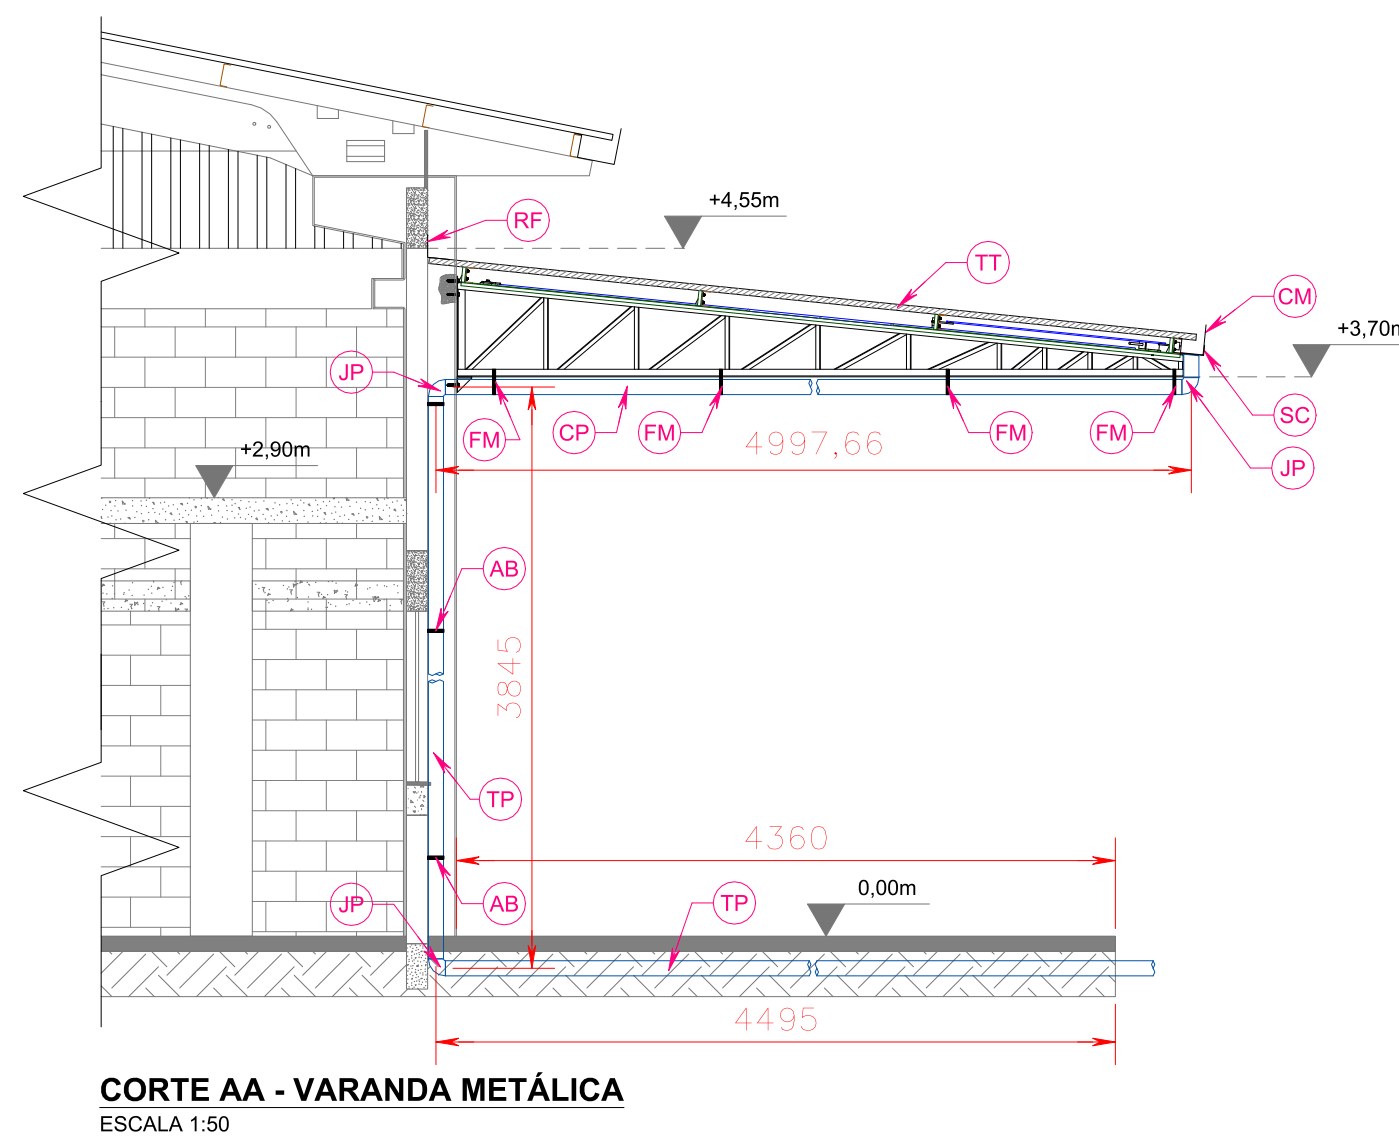 +4,55m
RF
TT
CM
+3,70m
JP
SC
FM
CP
FM
FM
FM
4997,66
JP
+2,90m
AB
3845
TP
4360
0,00m
JP
AB
TP
4495
CORTE AA - VARANDA METÁLICA
ESCALA 1:50